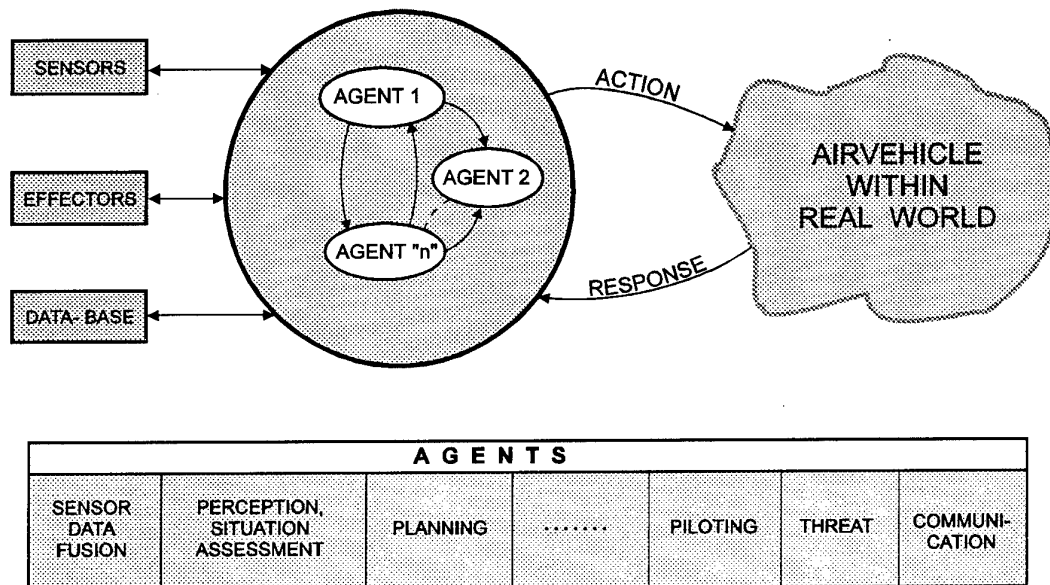 SENSORS
EFFECTORS
DATA- BASE
AGENT 1
AGENT 2
AGENT "n"
ACTION
RESPONSE
AIRVEHICLE
WITHIN
REAL WORLD
A G E N T S
SENSOR
DATA
FUSION
PERCEPTION,
SITUATION
ASSESSMENT
PLANNING
.......
PILOTING
THREAT
COMMUNI-
CATION